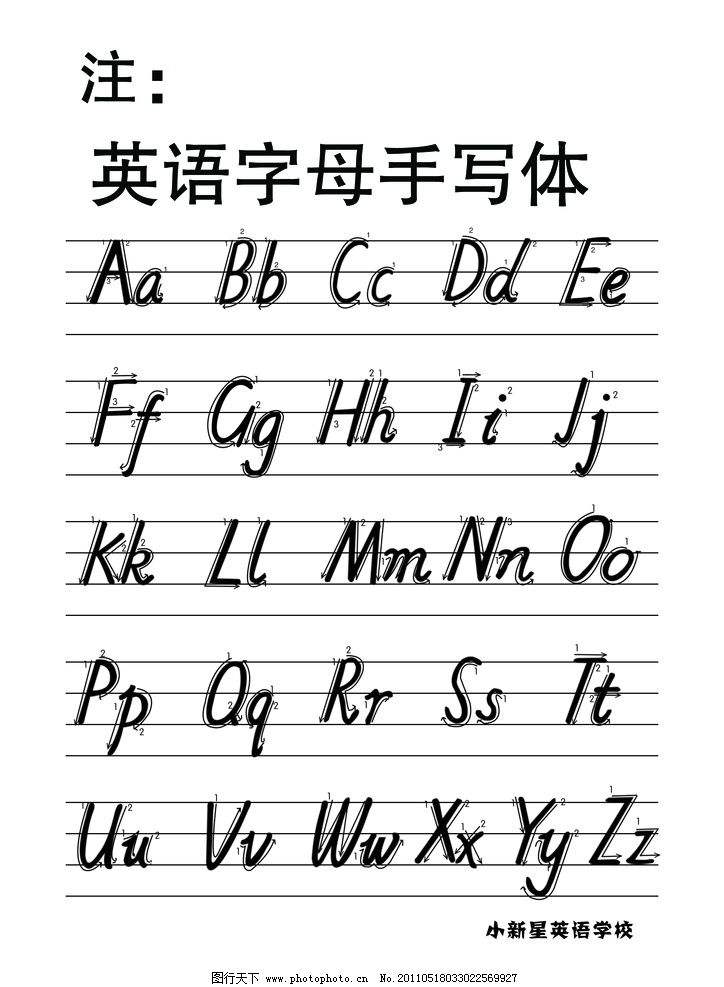 注：
英语字母手写体
Aa Bb Cc Dd Ee
Ff Gg Hh Ii Jj
Kk Ll Mm Nn Oo
Pp Qq Rr Ss Tt
Uu Vv Ww Xx Yy Zz
小新星英语学校
图行天下 www.photophoto.cn No.20110518033022569927